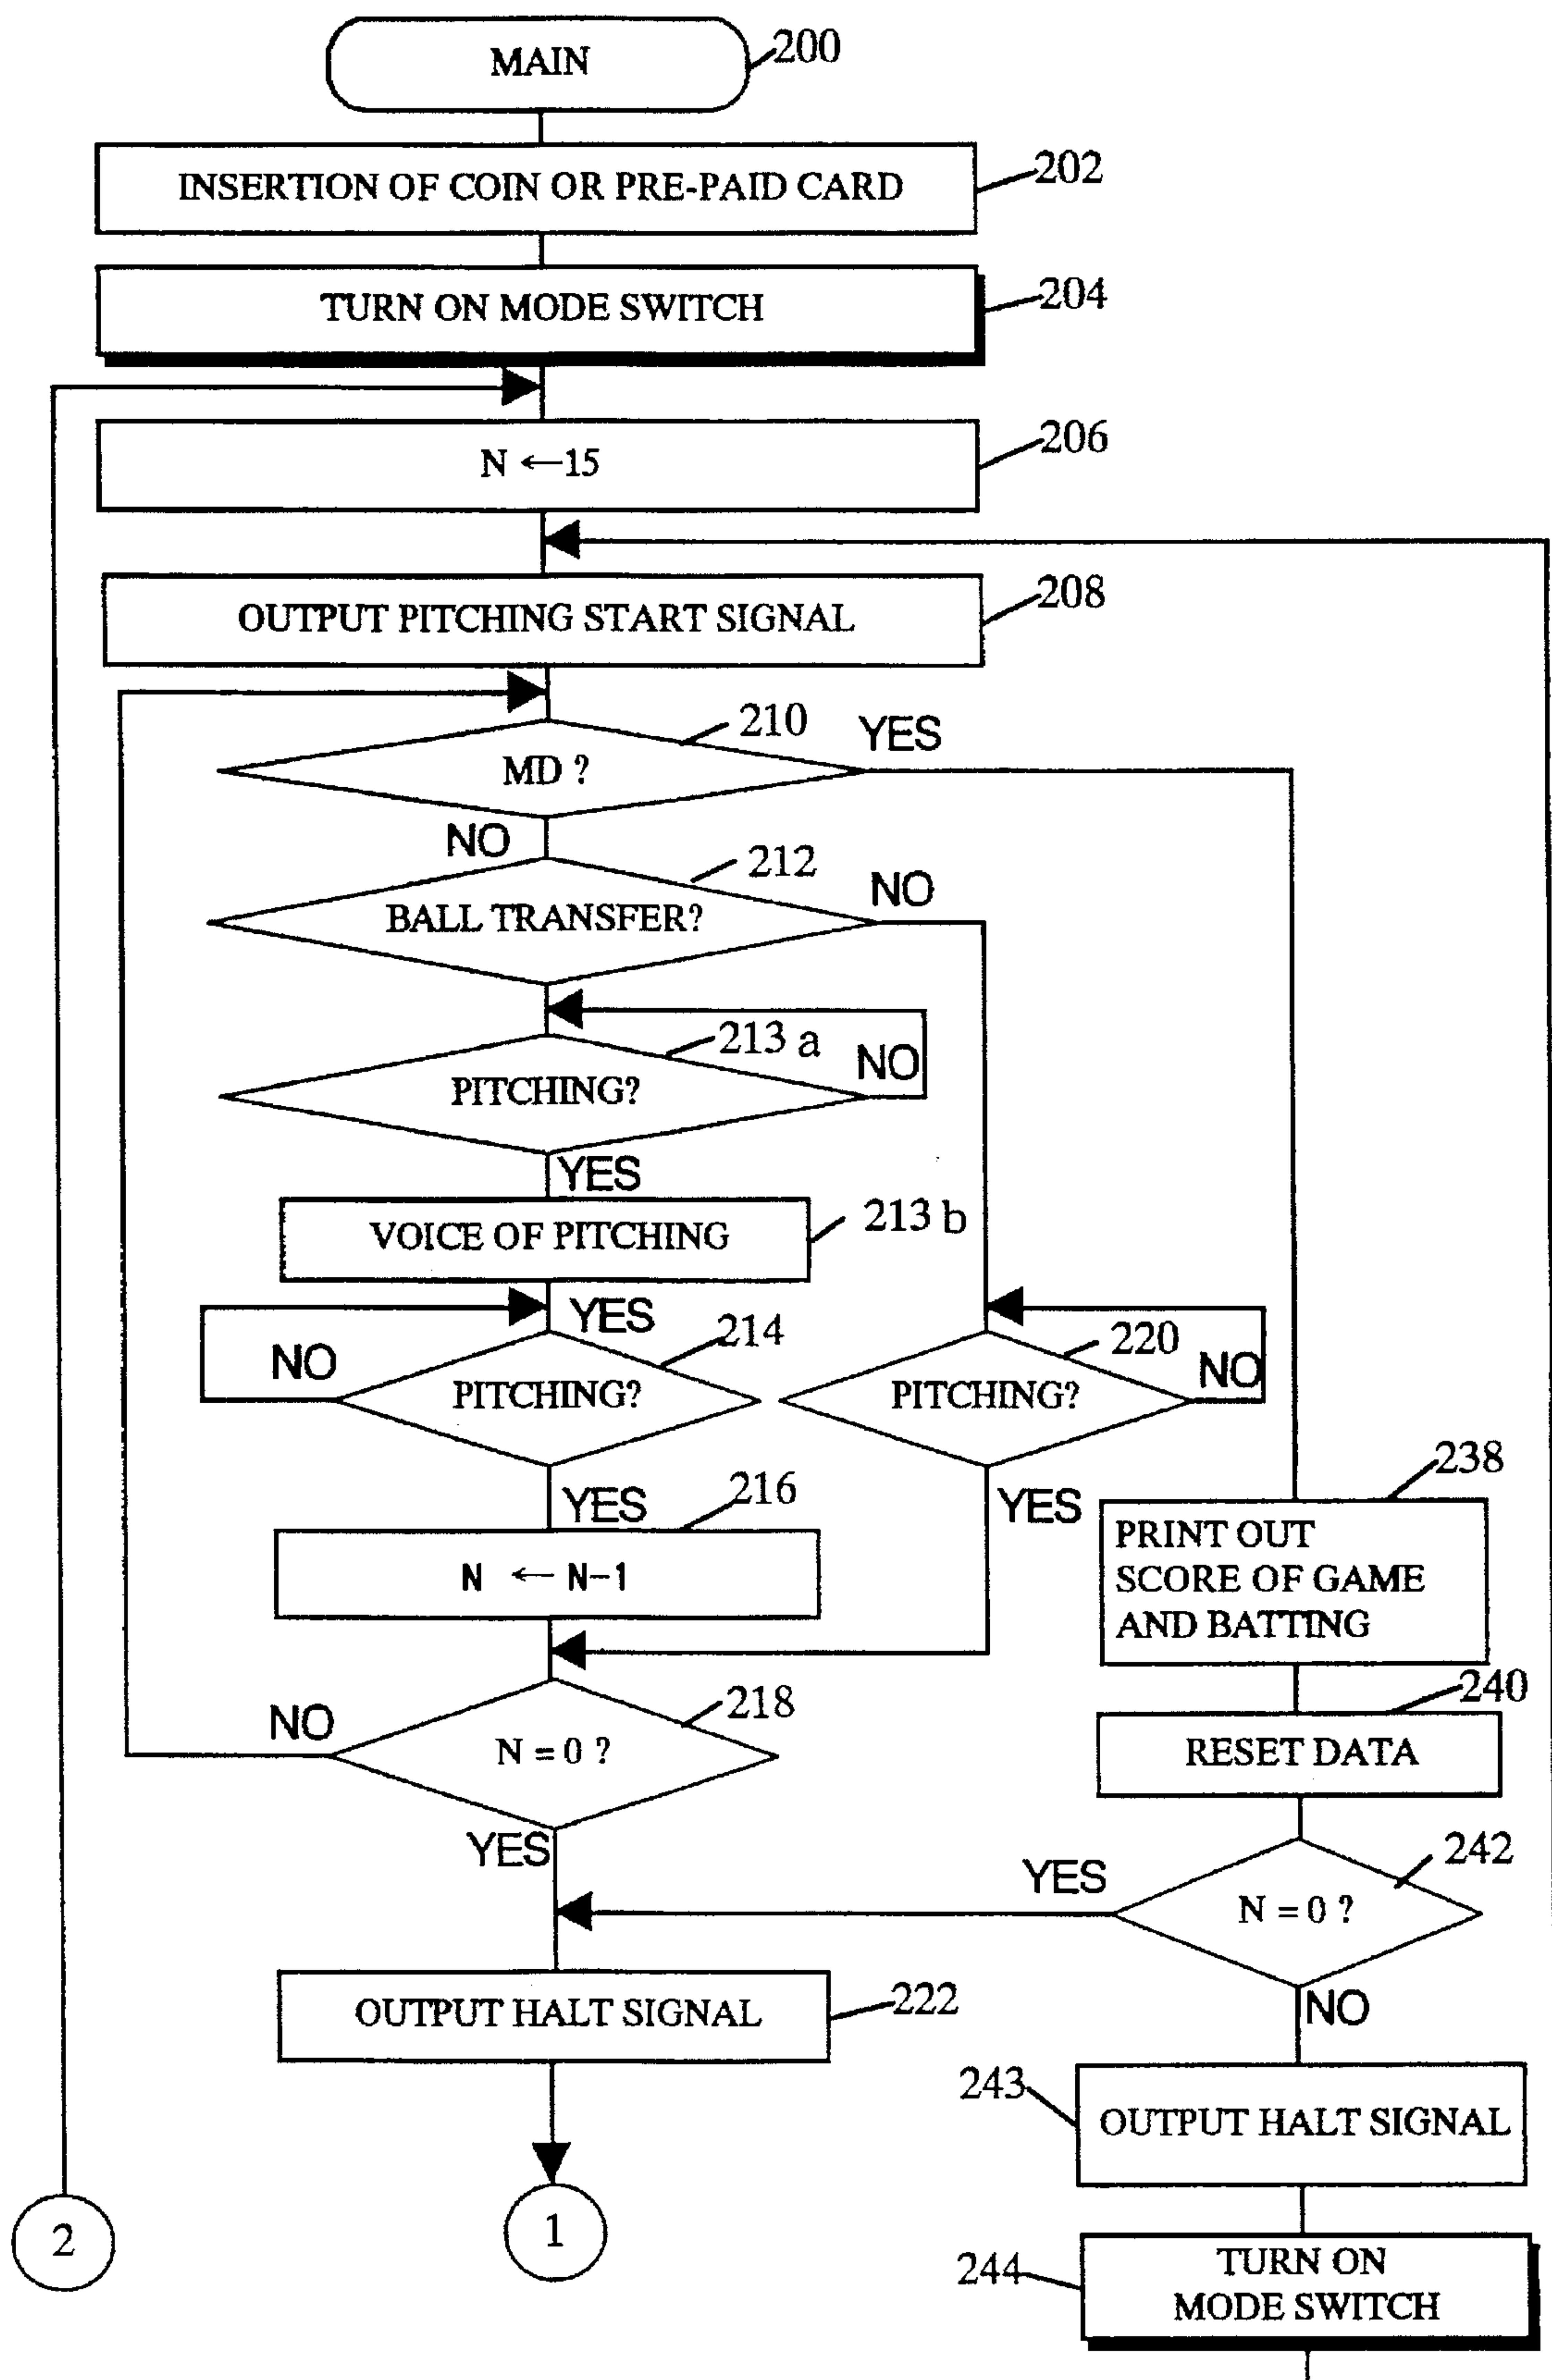 MAIN
200
INSERTION OF COIN OR PRE-PAID CARD
202
TURN ON MODE SWITCH
204
N ←15
206
OUTPUT PITCHING START SIGNAL
208
MD ?
210
YES
NO
BALL TRANSFER?
212
NO
PITCHING?
213 a
NO
YES
VOICE OF PITCHING
213 b
YES
PITCHING?
214
NO
YES
PITCHING?
220
NO
YES
N ← N-1
216
N = 0 ?
218
NO
YES
PRINT OUT
SCORE OF GAME
AND BATTING
238
RESET DATA
240
N = 0 ?
242
YES
NO
OUTPUT HALT SIGNAL
222
OUTPUT HALT SIGNAL
243
TURN ON
MODE SWITCH
244
2
1